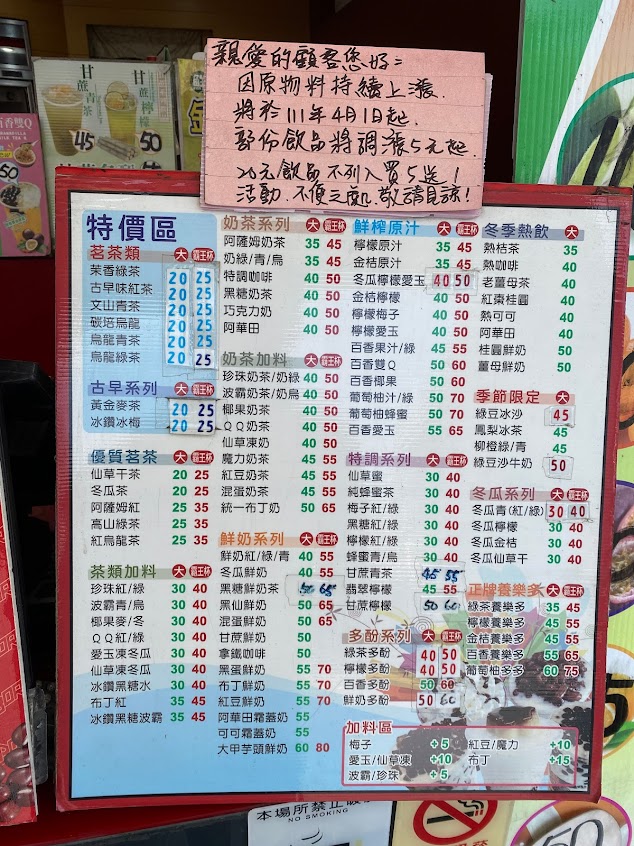 親愛的顧客您好:
因原物料持續上漲.
將於111年4月1日起.
部份飲品將調漲5元起.
20元飲品不列入買5送1
活動.不便之處.敬請見諒!
甘蔗青茶
45
50
50
特價區
茗茶類 大 霸王杯
茉香綠茶 20 25
古早味紅茶 20 25
文山青茶 20 25
碳培烏龍 20 25
烏龍青茶 20 25
烏龍綠茶 20 25
古早系列 大 霸王杯
黃金麥茶 20 25
冰鑽冰梅 20 25
優質茗茶 大 霸王杯
仙草干茶 20 25
冬瓜茶 20 25
阿薩姆紅 25 35
高山綠茶 25 35
紅烏龍茶 25 35
茶類加料 大 霸王杯
珍珠紅/綠 30 40
波霸青/烏 30 40
椰果麥/冬 30 40
QQ紅/綠 30 40
愛玉凍冬瓜 30 40
仙草凍冬瓜 30 40
冰鑽黑糖水 30 40
布丁紅 35 45
冰鑽黑糖波霸 35 45
奶茶系列 大 霸王杯
阿薩姆奶茶 35 45
奶綠/青/烏 35 45
特調咖啡 40 50
黑糖奶茶 40 50
巧克力奶 40 50
阿華田 40 50
奶茶加料 大 霸王杯
珍珠奶茶/奶綠 40 50
波霸奶茶/奶烏 40 50
椰果奶茶 40 50
QQ奶茶 40 50
仙草凍奶 40 50
魔力奶茶 45 55
紅豆奶茶 45 55
混蛋奶茶 45 55
統一布丁奶 50 65
鮮奶系列 大 霸王杯
鮮奶紅/綠/青 40 55
冬瓜鮮奶 40 55
黑糖鮮奶茶 50 65
黑仙鮮奶 50 65
混蛋鮮奶 50 65
甘蔗鮮奶 50
拿鐵咖啡 50
黑蛋鮮奶 55 70
布丁鮮奶 55 70
紅豆鮮奶 55 70
阿華田霜蓋奶 55
可可霜蓋奶 55
大甲芋頭鮮奶 60 80
鮮榨原汁 大 霸王杯
檸檬原汁 35 45
金桔原汁 35 45
冬瓜檸檬愛玉 40 50
金桔檸檬 40 50
檸檬梅子 40 50
檸檬愛玉 40 50
百香果汁/綠 45 55
百香雙Q 50 60
百香椰果 50 60
葡萄柚汁/綠 50 70
葡萄柚蜂蜜 50 70
百香愛玉 55 65
特調系列 大 霸王杯
仙草蜜 30 40
純蜂蜜茶 30 40
梅子紅/綠 30 40
黑糖紅/綠 30 40
檸檬紅/綠 30 40
蜂蜜青/烏 30 40
甘蔗青茶 45 55
翡翠檸檬 45 55
甘蔗檸檬 50 60
多酚系列 大 霸王杯
綠茶多酚 40 50
檸檬多酚 40 50
百香多酚 50 60
鮮奶多酚 50 60
冬季熱飲 大
熱桔茶 35
熱咖啡 40
老薑母茶 40
紅棗桂圓 40
熱可可 40
阿華田 40
桂圓鮮奶 50
薑母鮮奶 50
季節限定 大
綠豆冰沙 45
鳳梨冰茶 45
柳橙綠/青 45
綠豆沙牛奶 50
冬瓜系列 大 霸王杯
冬瓜青(紅/綠) 30 40
冬瓜檸檬 30 40
冬瓜金桔 30 40
冬瓜仙草干 30 40
正牌養樂多 大 霸王杯
綠茶養樂多 35 45
檸檬養樂多 45 55
金桔養樂多 45 55
百香養樂多 55 65
葡萄柚多多 60 75
加料區
梅子 +5 紅豆/魔力 +10
愛玉/仙草凍 +10 布丁 +15
波霸/珍珠 +5
NO SMOKING